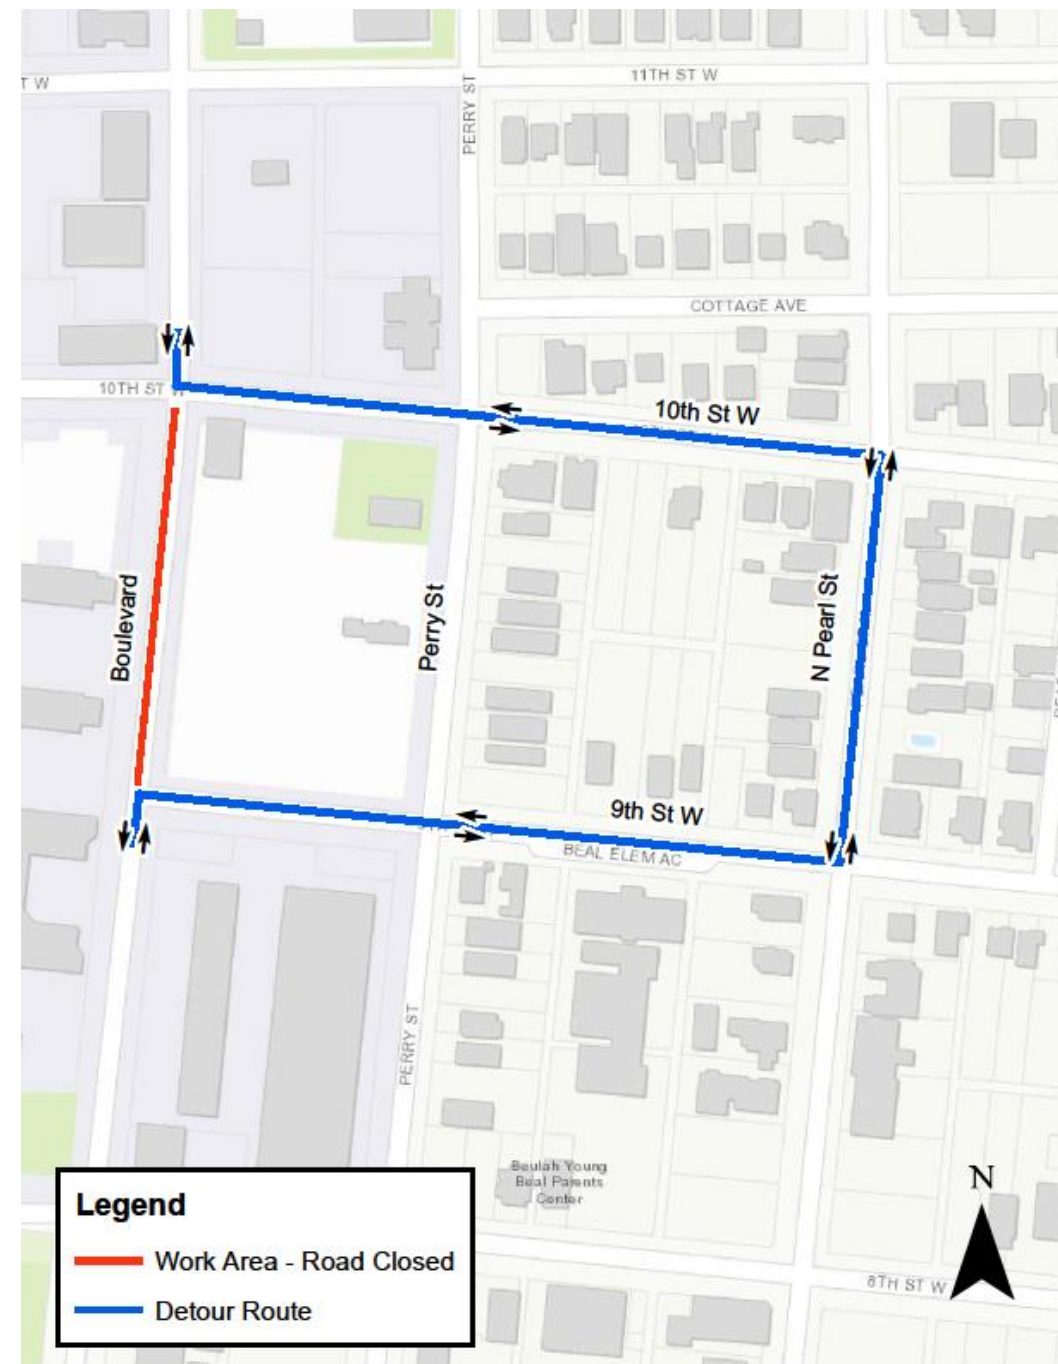 11TH ST W
T W
PERRY ST
COTTAGE AVE
10TH ST W
10th St W
Boulevard
Perry St
N Pearl St
9th St W
BEAL ELEM AC
PERRY ST
Beulah Young
Beal Parents
Center
N
8TH ST W
Legend
Work Area - Road Closed
Detour Route